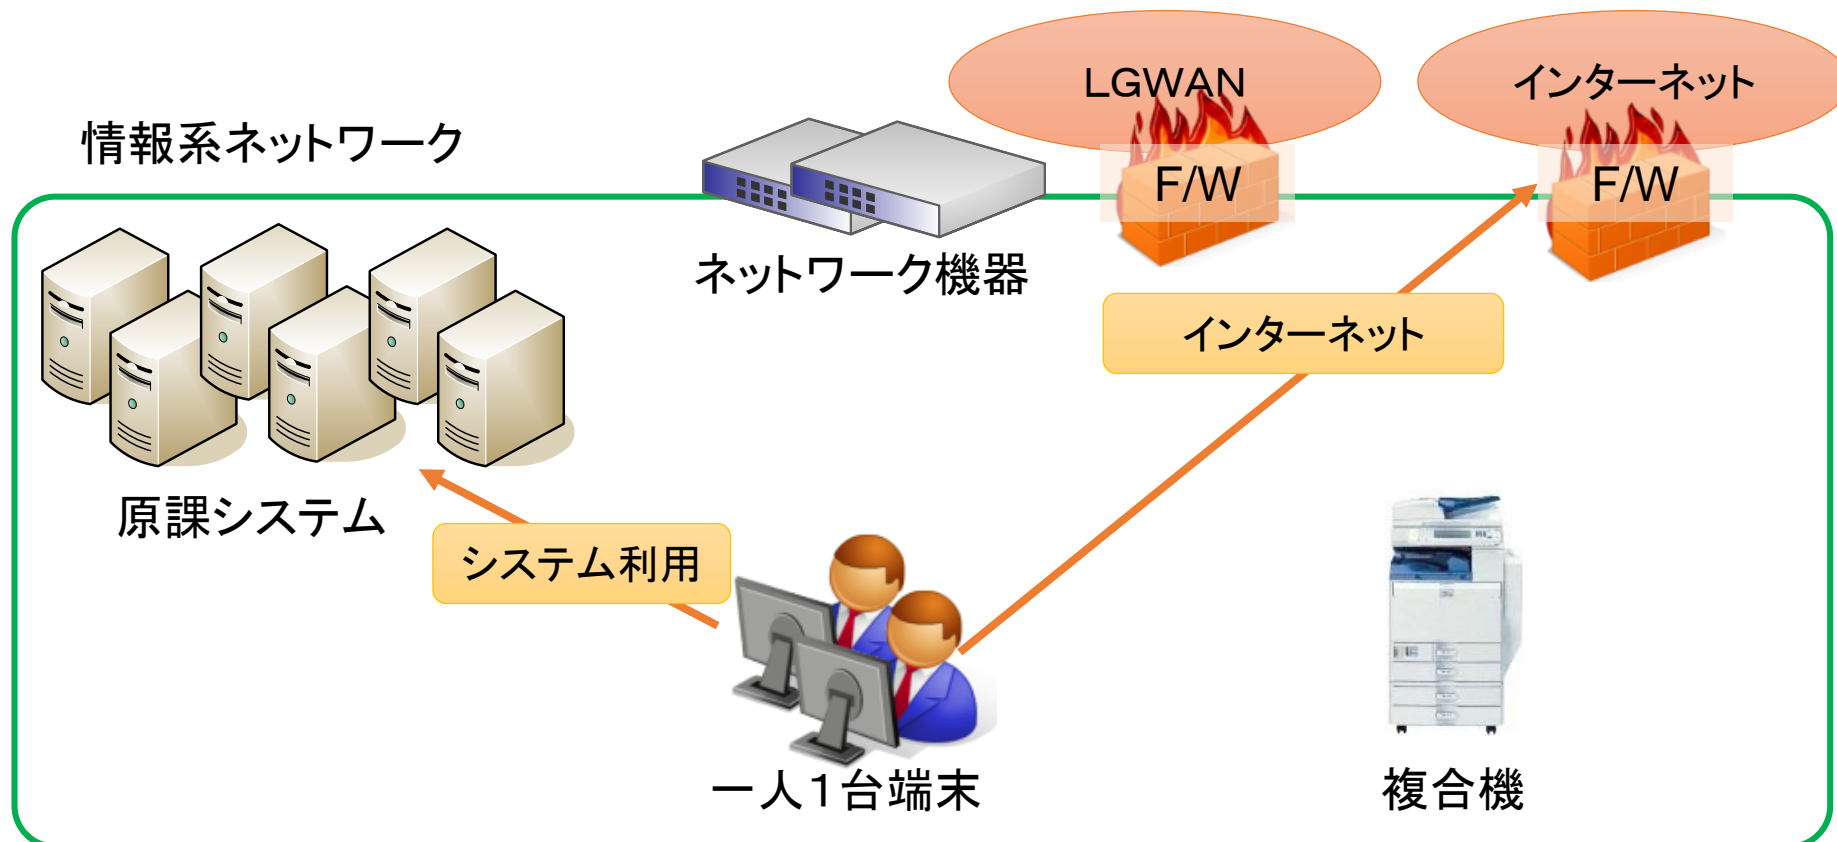 LGWAN
インターネット
情報系ネットワーク
F/W
F/W
ネットワーク機器
インターネット
原課システム
システム利用
一人1台端末
複合機